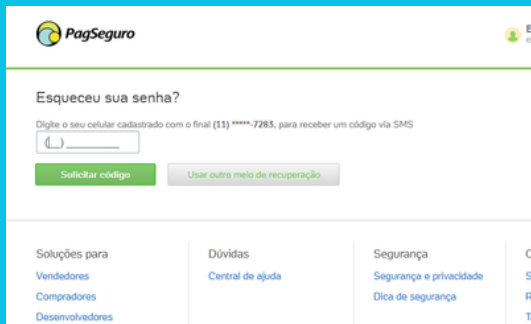 PagSeguro
Esqueceu sua senha?
Digite o seu celular cadastrado com o final (11) *****-7283, para receber um código via SMS
(__) ________
Solicitar código
Usar outro meio de recuperação
Soluções para
Vendedores
Compradores
Desenvolvedores
Dúvidas
Central de ajuda
Segurança
Segurança e privacidade
Dica de segurança